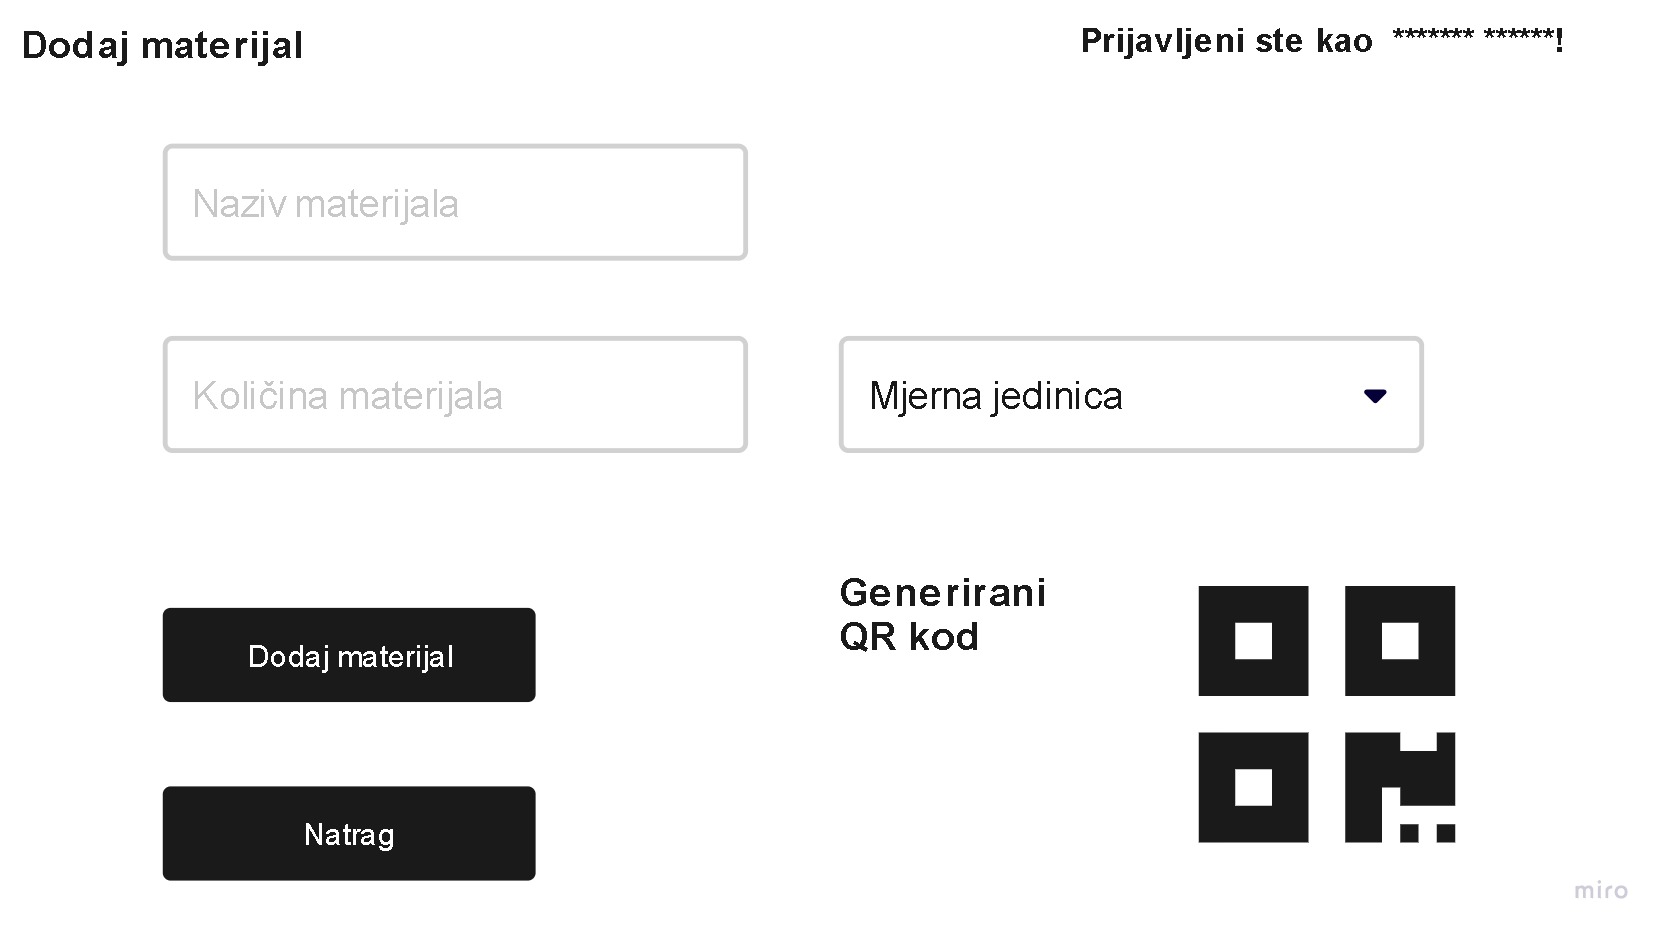 Dodaj materijal
Prijavljeni ste kao ******* ******!
Naziv materijala
Količina materijala
Mjerna jedinica
Generirani
QR kod
Dodaj materijal
Natrag
miro